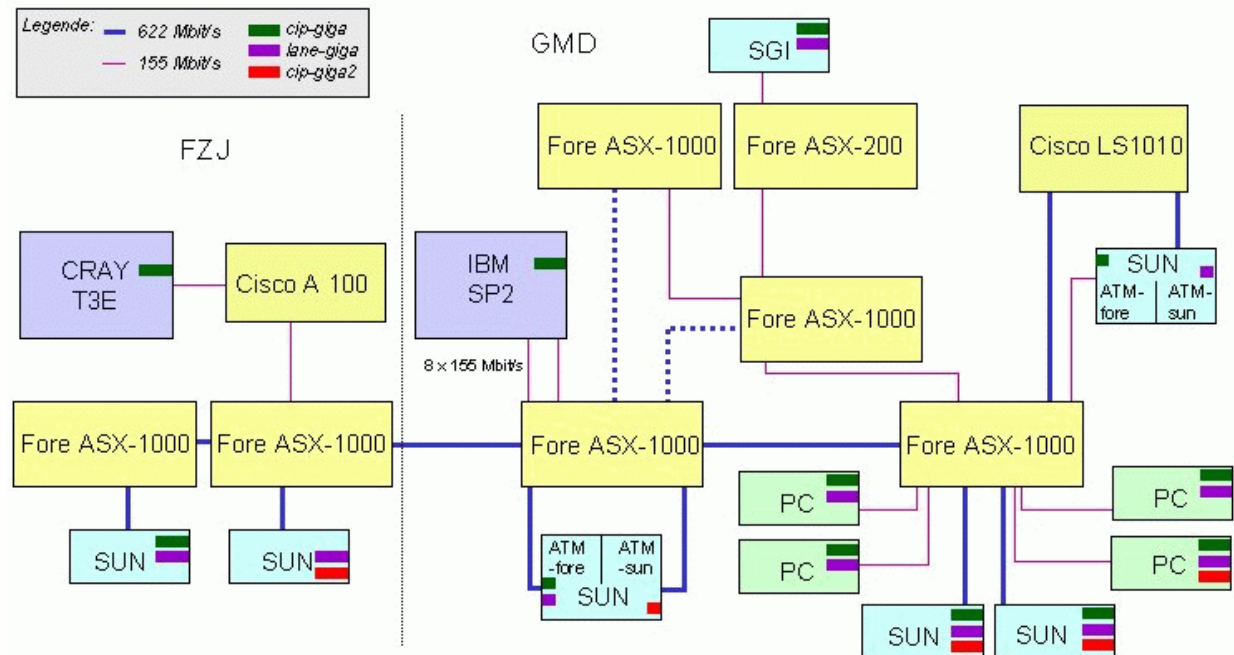 Legende: 622 Mbit/s cip-giga
lane-giga
155 Mbit/s cip-giga2
GMD
SGI
FZJ
Fore ASX-1000 Fore ASX-200 Cisco LS1010
CRAY
T3E
Cisco A 100
IBM
SP2
SUN
ATM-
fore
ATM-
sun
Fore ASX-1000
8 x 155 Mbit/s
Fore ASX-1000 Fore ASX-1000 Fore ASX-1000 Fore ASX-1000
PC PC
SUN SUN
ATM
-fore
ATM
-sun
SUN
PC PC
SUN SUN